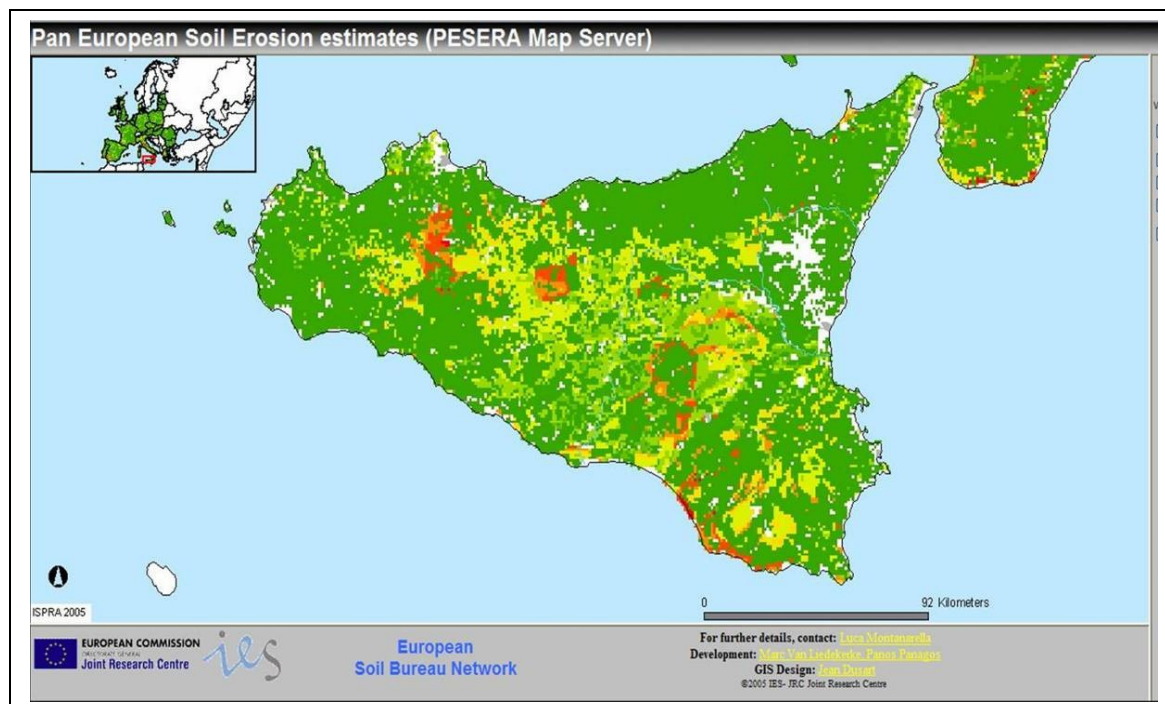 Pan European Soil Erosion estimates (PESERA Map Server)
0 92 Kilometers
ISPRA 2005
EUROPEAN COMMISSION
DIRECTORATE GENERAL
Joint Research Centre
ies
European
Soil Bureau Network
For further details, contact: Luca Montanarella
Development: Marc Van Liedekerke, Panos Panagos
GIS Design: Jean Dusart
©2005 IES- JRC Joint Research Centre